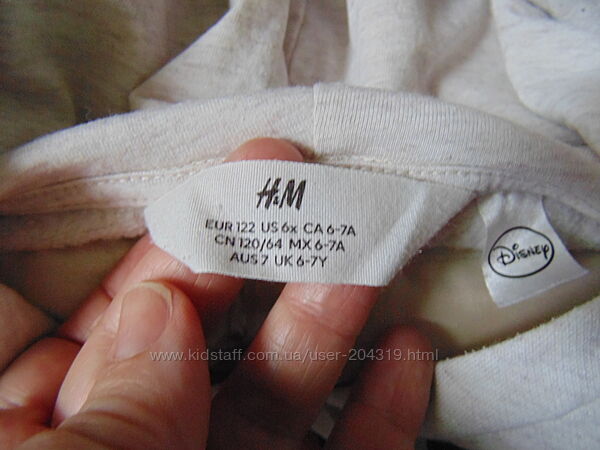 H&M
EUR 122 US 6x CA 6-7A
CN 120/64 MX 6-7A
AUS 7 UK 6-7Y
Disney
www.kidstaff.com.ua/user-204319.html